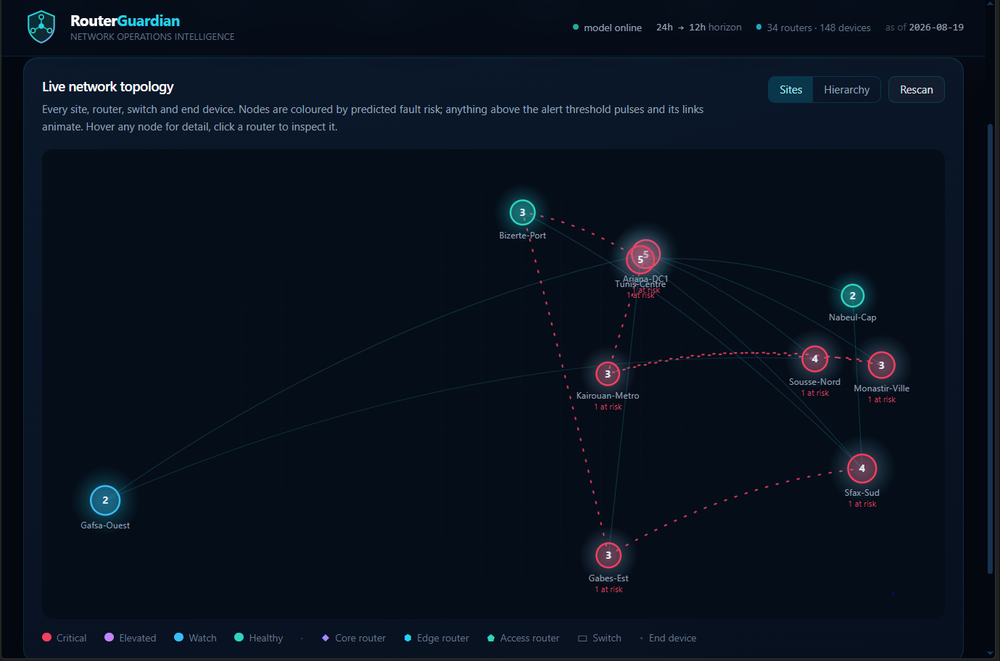 RouterGuardian
NETWORK OPERATIONS INTELLIGENCE
model online
24h → 12h horizon
34 routers · 148 devices
as of 2026-08-19
Live network topology
Sites
Hierarchy
Rescan
Every site, router, switch and end device. Nodes are coloured by predicted fault risk; anything above the alert threshold pulses and its links
animate. Hover any node for detail, click a router to inspect it.
3
Bizerte-Port
5
5
Ariana-DC1
Tunis-Centre
1 at risk
1 at risk
2
Nabeul-Cap
4
Sousse-Nord
1 at risk
3
Monastir-Ville
1 at risk
3
Kairouan-Metro
1 at risk
4
Sfax-Sud
1 at risk
2
Gafsa-Ouest
3
Gabes-Est
1 at risk
Critical
Elevated
Watch
Healthy
·
Core router
Edge router
Access router
Switch
End device